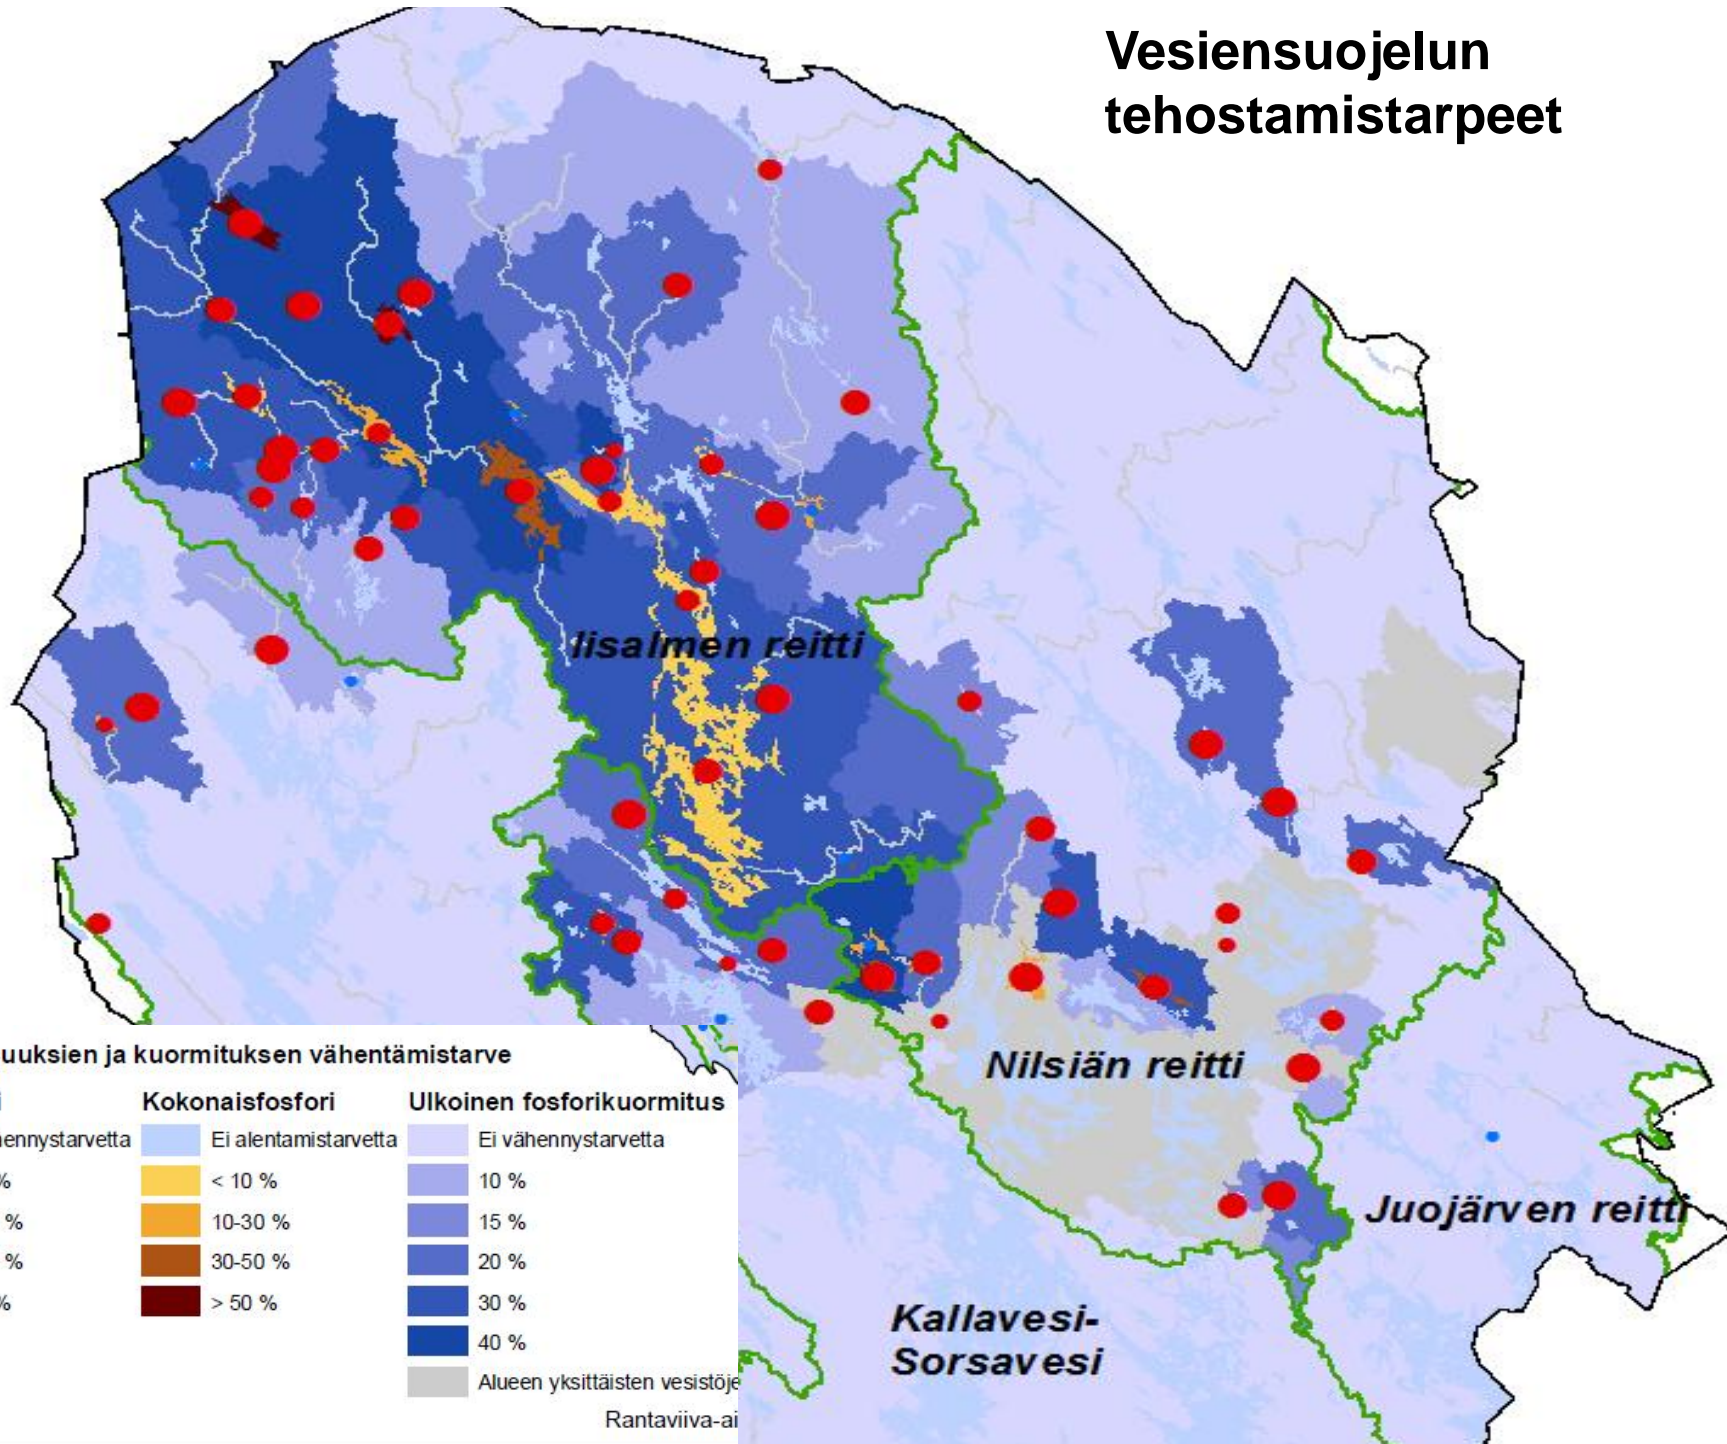 Vesiensuojelun
tehostamistarpeet
Iisalmen reitti
Nilsiän reitti
Juojärven reitti
Kallavesi-
Sorsavesi
uuksien ja kuormituksen vähentämistarve
i
Kokonaisfosfori
Ulkoinen fosforikuormitus
ennystarvetta
Ei alentamistarvetta
Ei vähennystarvetta
%
< 10 %
10 %
%
10-30 %
15 %
%
30-50 %
20 %
%
> 50 %
30 %
40 %
Alueen yksittäisten vesistöje
Rantaviiva-ai